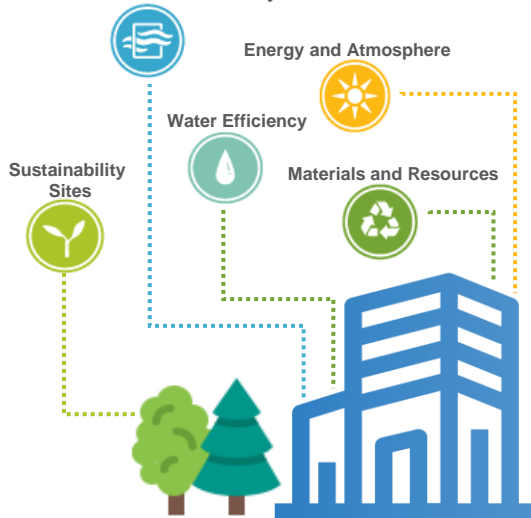 Energy and Atmosphere
Water Efficiency
Sustainability
Sites
Materials and Resources